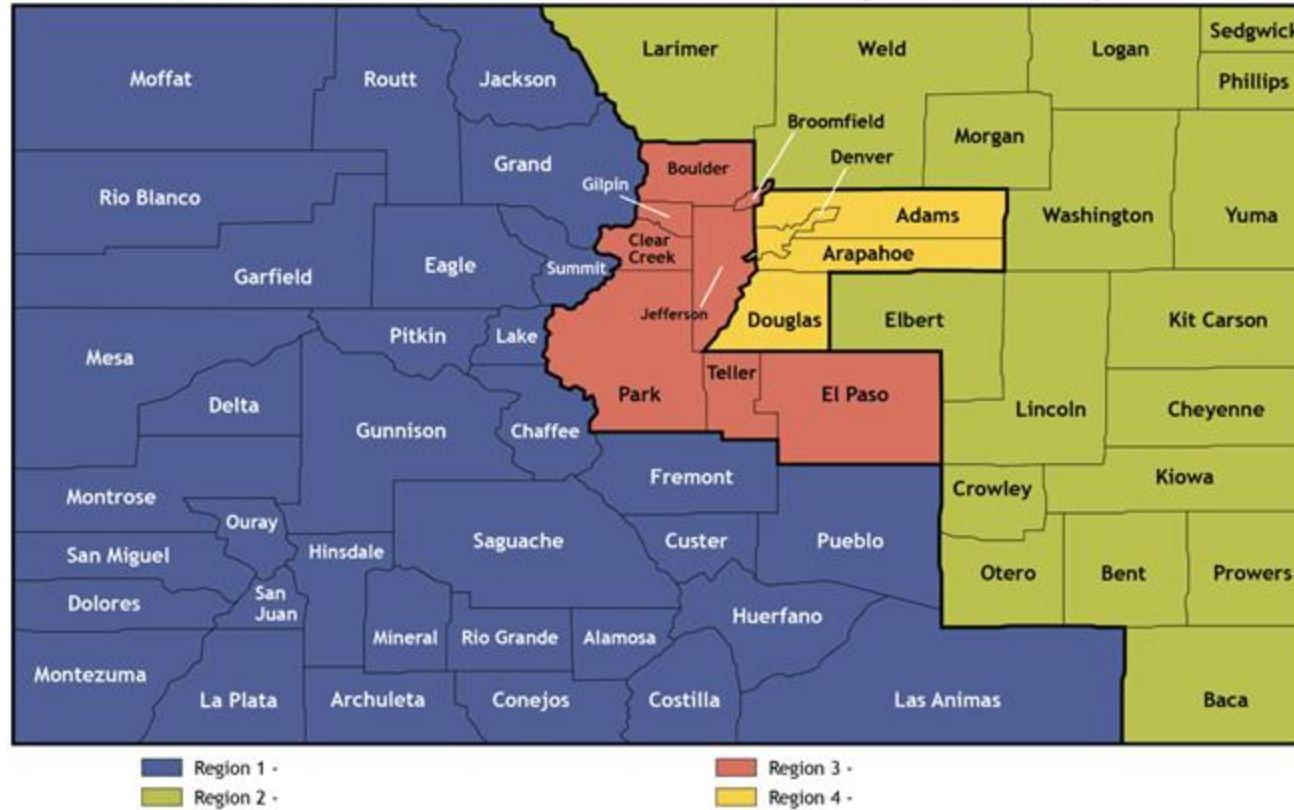 Larimer
Weld
Logan
Sedgwick
Moffat
Routt
Jackson
Phillips
Broomfield
Morgan
Denver
Grand
Boulder
Gilpin
Rio Blanco
Adams
Washington
Yuma
Clear
Creek
Arapahoe
Eagle
Summit
Garfield
Jefferson
Douglas
Elbert
Kit Carson
Pitkin
Lake
Mesa
Teller
Park
El Paso
Delta
Lincoln
Cheyenne
Gunnison
Chaffee
Fremont
Kiowa
Montrose
Crowley
Ouray
Hinsdale
Saguache
Custer
Pueblo
San Miguel
Otero
Bent
Prowers
San
Juan
Dolores
Huerfano
Mineral
Rio Grande
Alamosa
Montezuma
La Plata
Archuleta
Conejos
Costilla
Las Animas
Baca
Region 1 -
Region 3 -
Region 2 -
Region 4 -